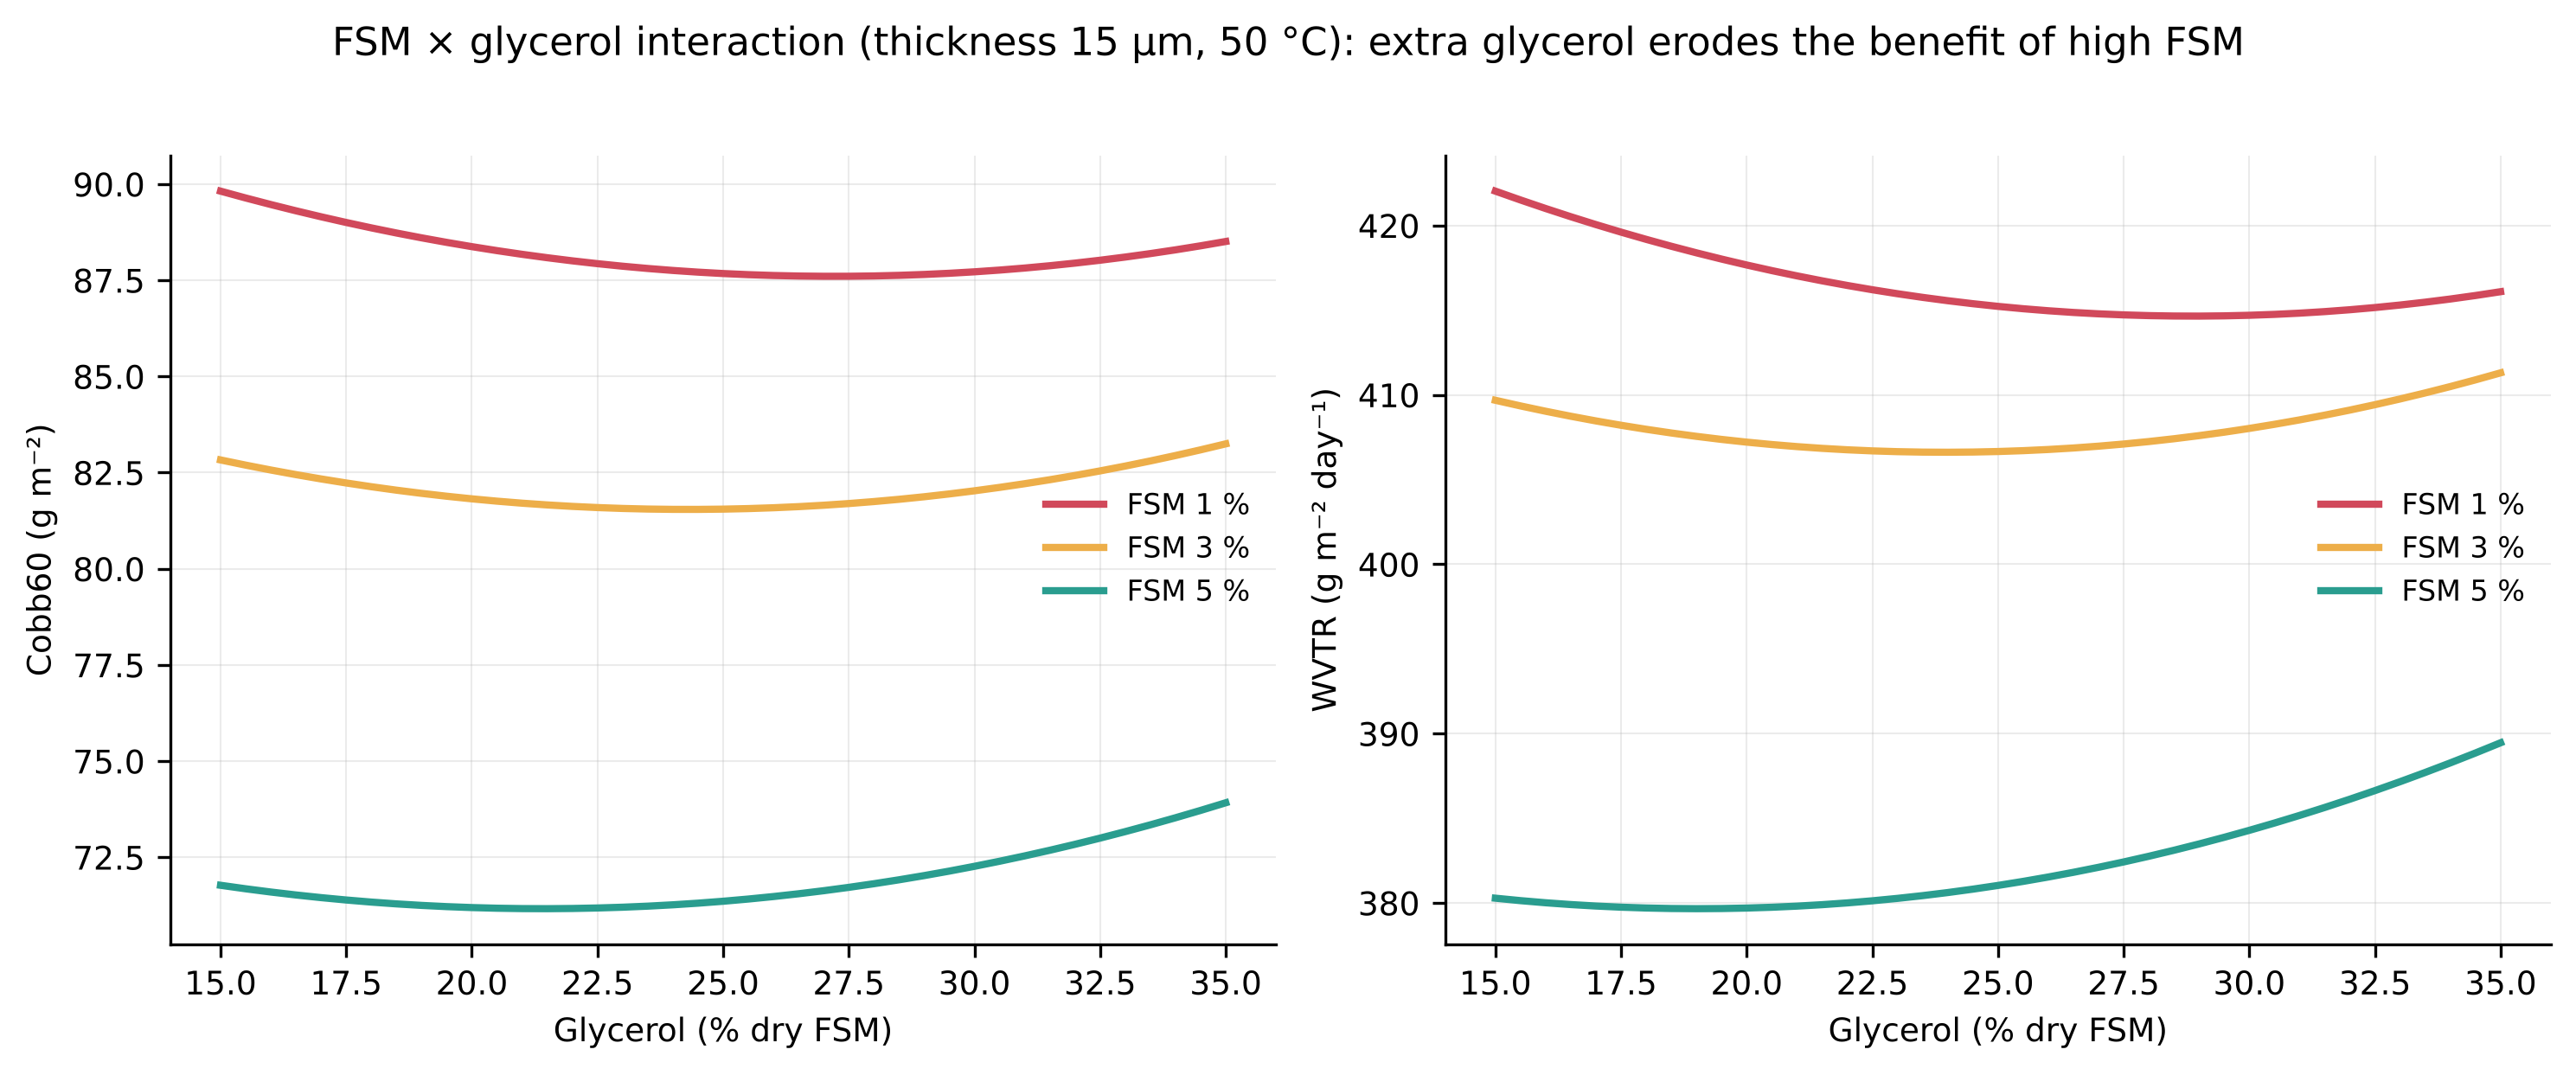 FSM × glycerol interaction (thickness 15 μm, 50 °C): extra glycerol erodes the benefit of high FSM
Cobb60 (g m⁻²)
90.0
87.5
85.0
82.5
80.0
77.5
75.0
72.5
FSM 1 %
FSM 3 %
FSM 5 %
15.0 17.5 20.0 22.5 25.0 27.5 30.0 32.5 35.0
Glycerol (% dry FSM)
WVTR (g m⁻² day⁻¹)
420
410
400
390
380
FSM 1 %
FSM 3 %
FSM 5 %
15.0 17.5 20.0 22.5 25.0 27.5 30.0 32.5 35.0
Glycerol (% dry FSM)